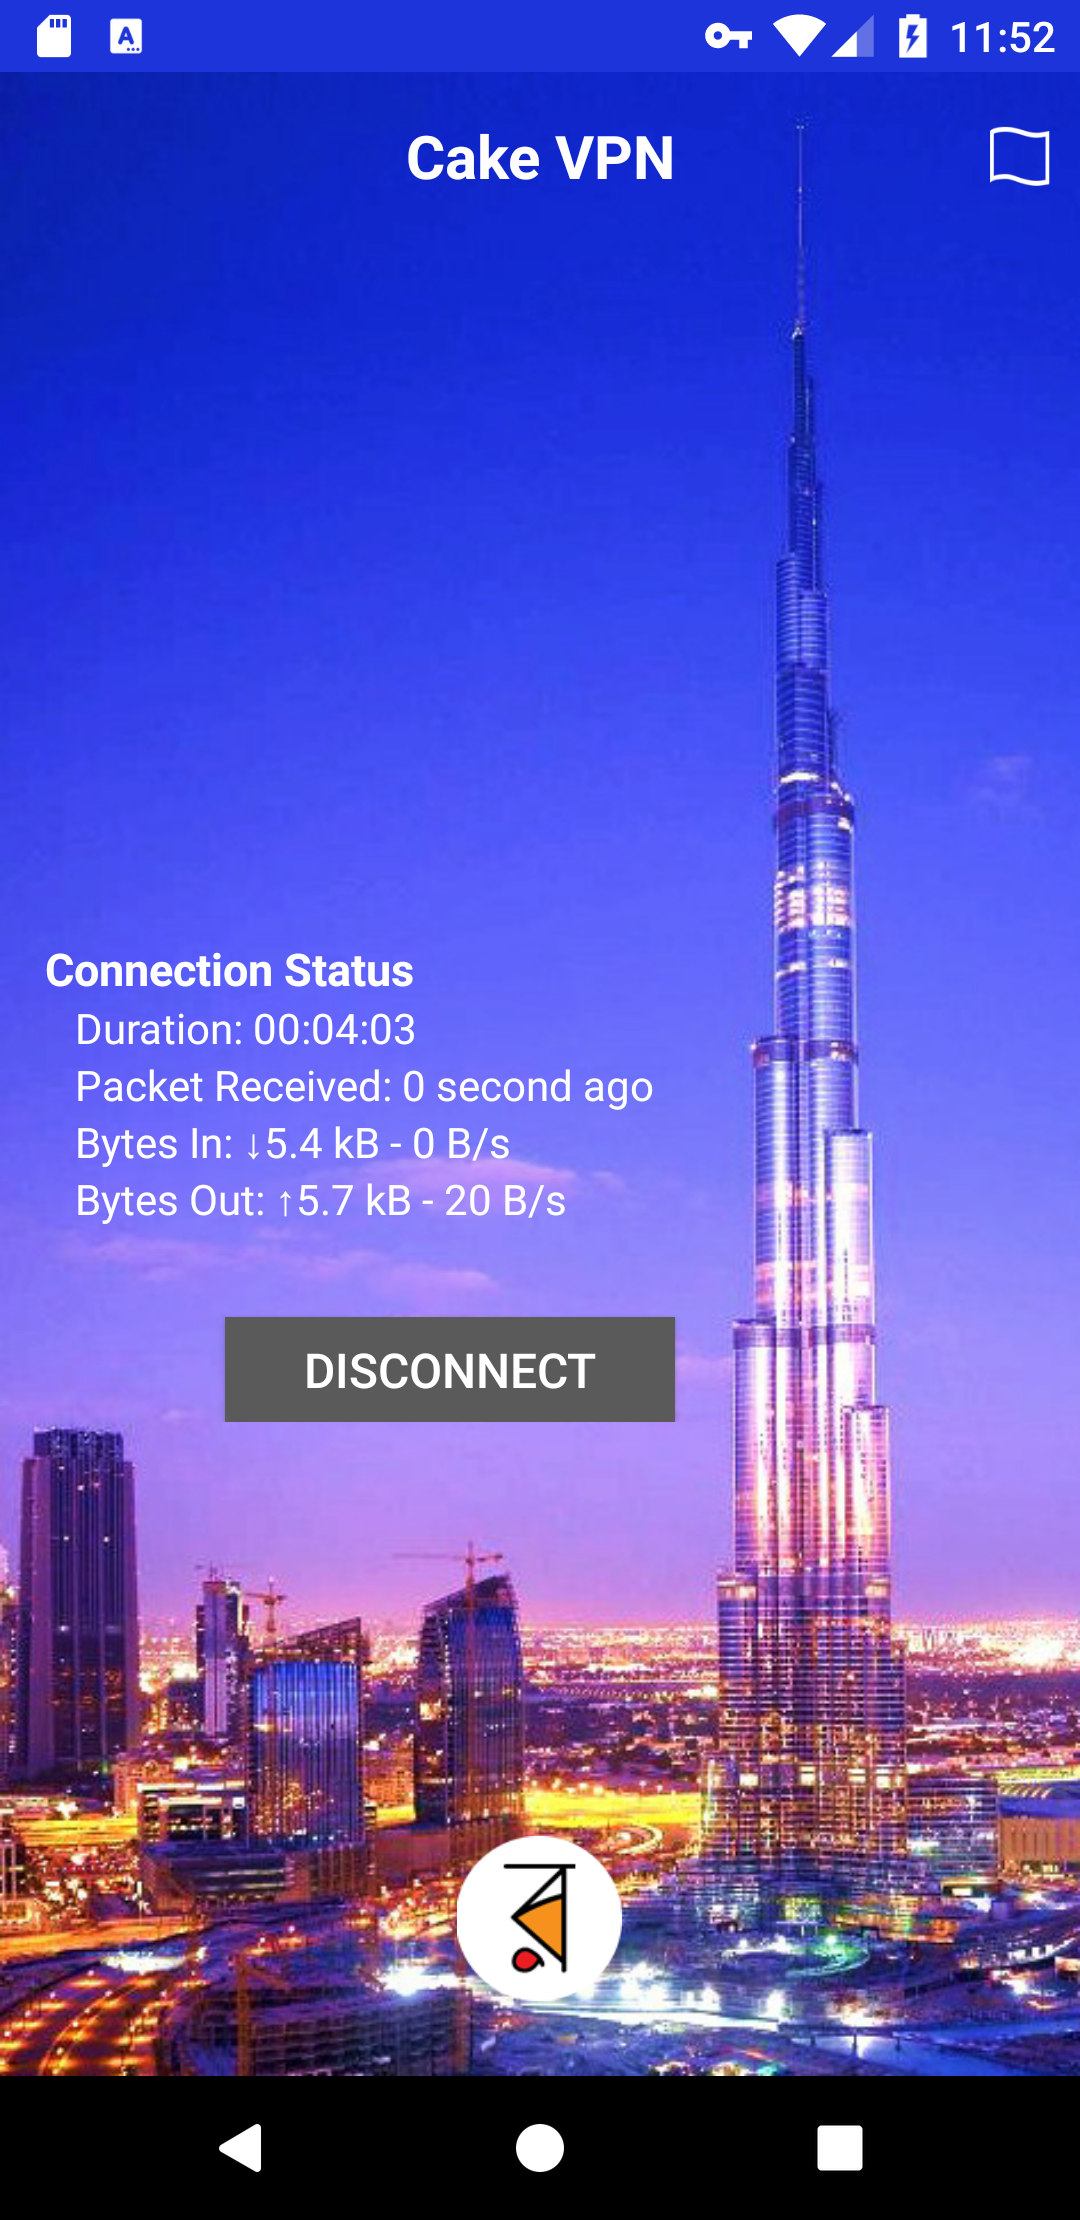 11:52
Cake VPN
Connection Status
Duration: 00:04:03
Packet Received: 0 second ago
Bytes In: ↓5.4 kB - 0 B/s
Bytes Out: ↑5.7 kB - 20 B/s
DISCONNECT